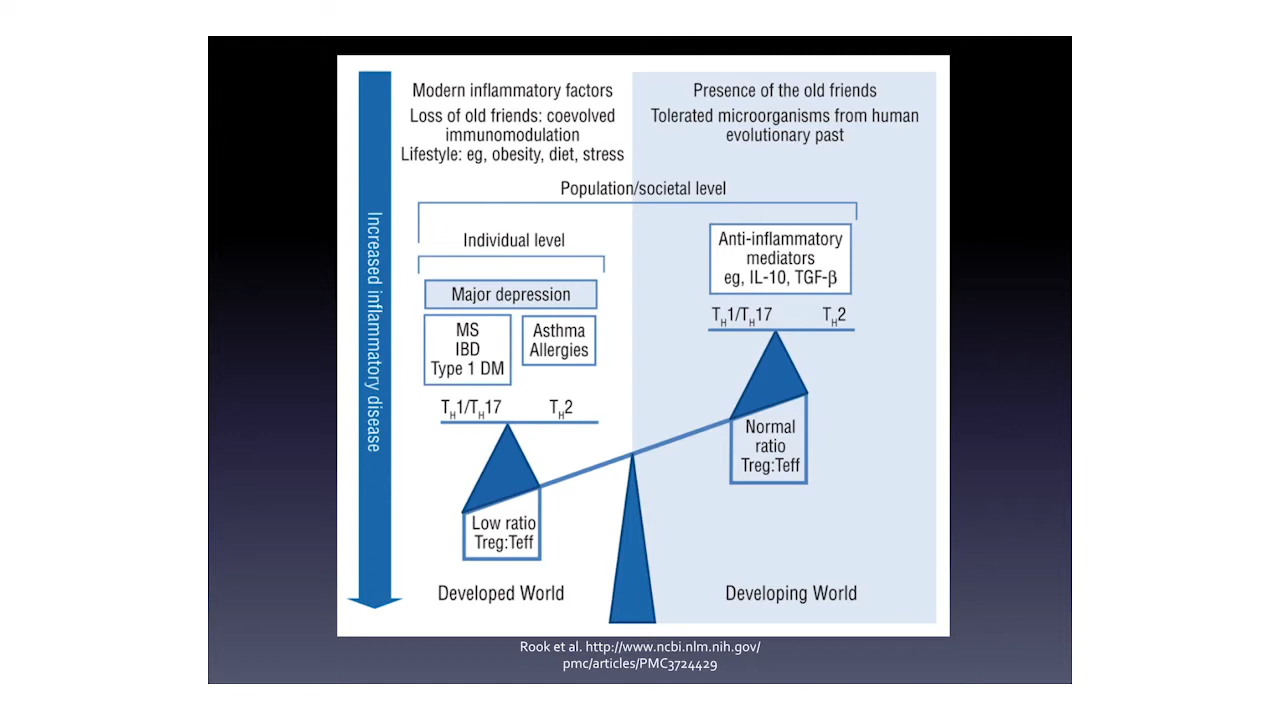 Modern inflammatory factors
Loss of old friends: coevolved
immunomodulation
Lifestyle: eg, obesity, diet, stress
Presence of the old friends
Tolerated microorganisms from human
evolutionary past
Population/societal level
Increased inflammatory disease
Individual level
Major depression
MS
IBD
Type 1 DM
Asthma
Allergies
TH1/TH17 TH2
Low ratio
Treg:Teff
Developed World
Anti-inflammatory
mediators
eg, IL-10, TGF-β
TH1/TH17 TH2
Normal
ratio
Treg:Teff
Developing World
Rook et al. http://www.ncbi.nlm.nih.gov/
pmc/articles/PMC3724429